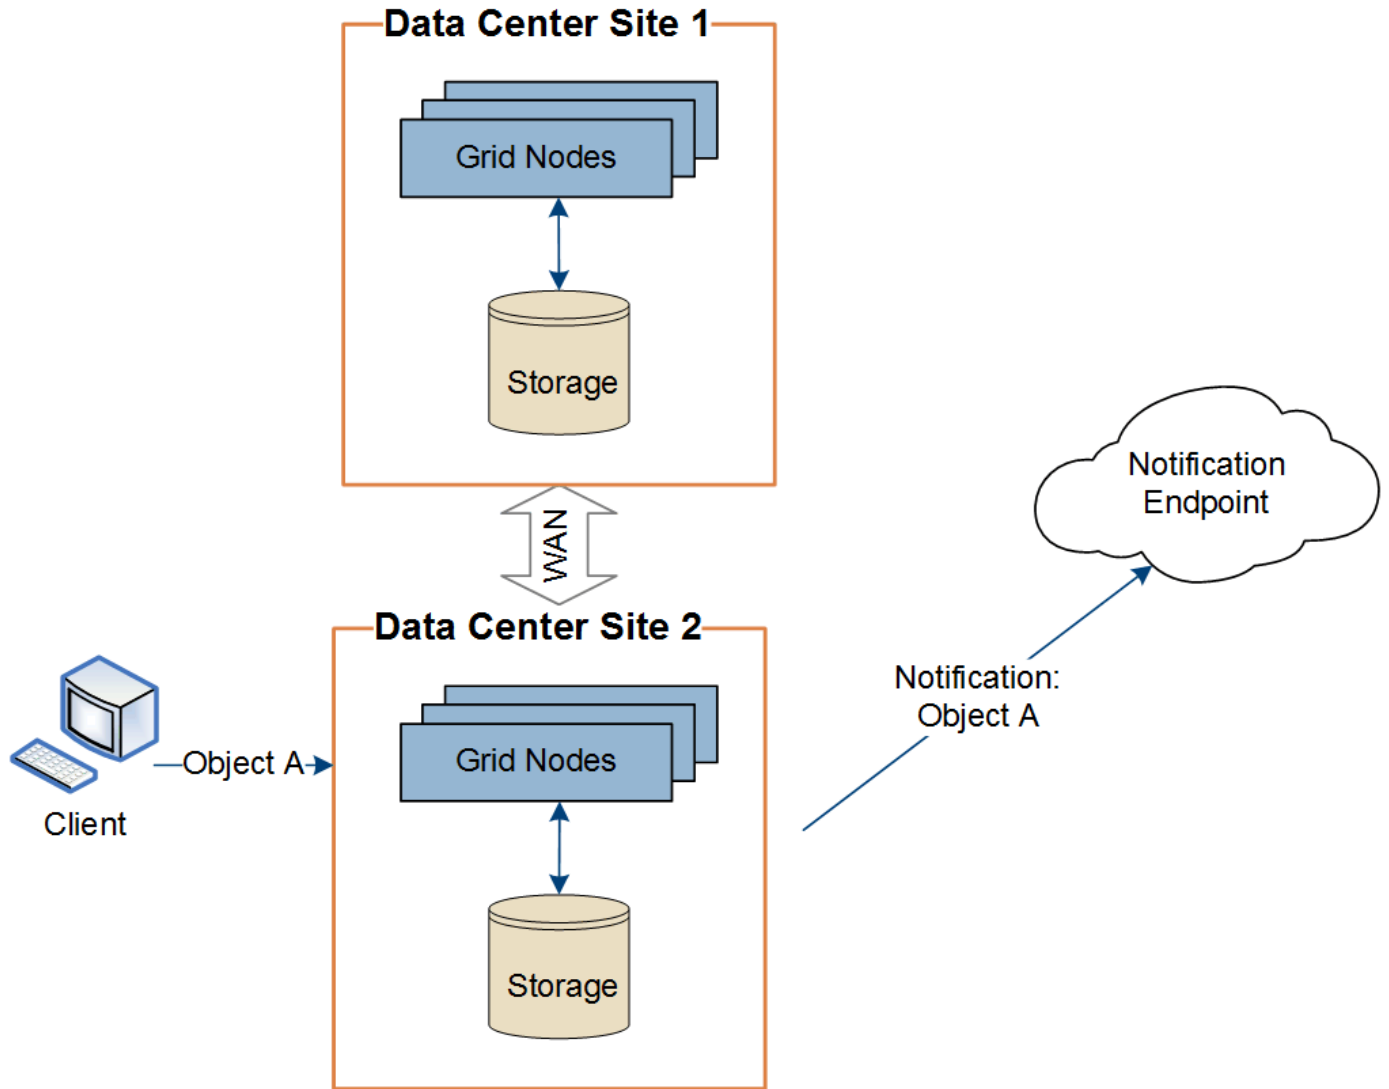 Data Center Site 1
Grid Nodes
Storage
Notification
Endpoint
WAN
Data Center Site 2
Notification:
Object A
Grid Nodes
Object A
Client
Storage